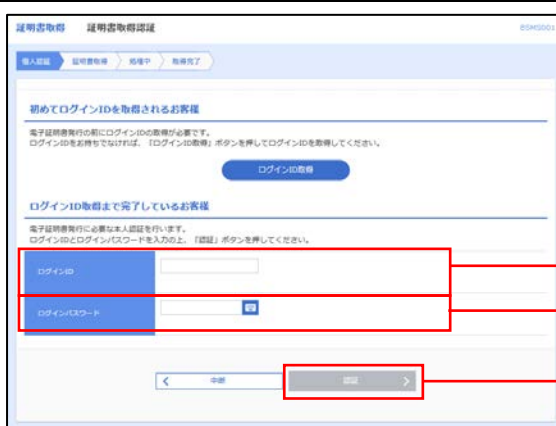 証明書取得　証明書取得認証
BSMS001
個人認証
証明書取得
処理中
取得完了
初めてログインIDを取得されるお客様
電子証明書発行の前にログインIDの取得が必要です。
ログインIDをお持ちでなければ、「ログインID取得」ボタンを押してログインIDを取得してください。
ログインID取得
ログインID取得まで完了しているお客様
電子証明書発行に必要な本人認証を行います。
ログインIDとログインパスワードを入力の上、「認証」ボタンを押してください。
ログインID
ログインパスワード
中断
認証